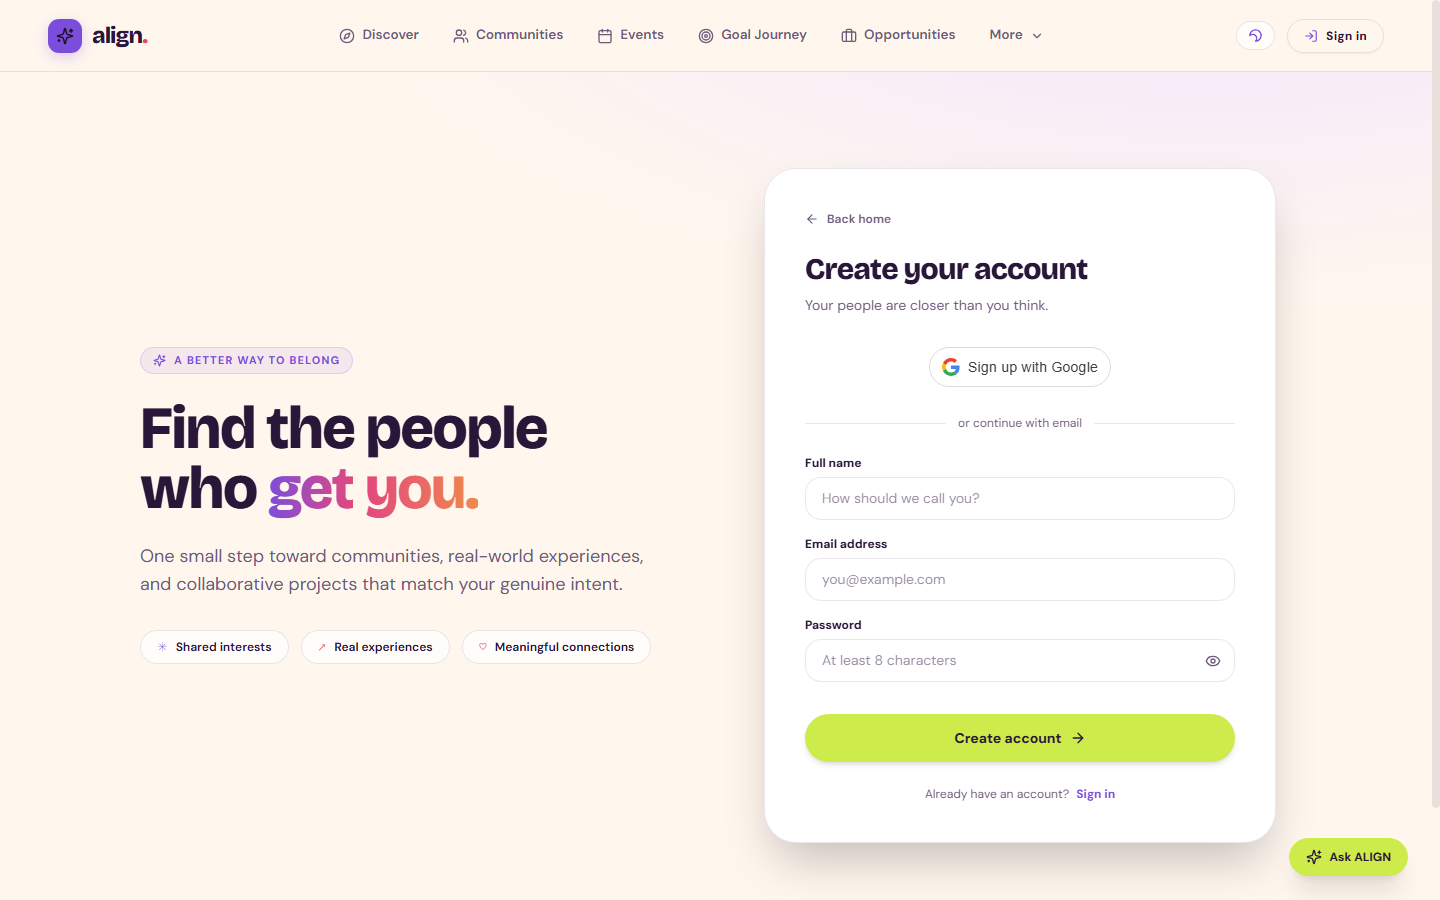 align.
Discover
Communities
Events
Goal Journey
Opportunities
More
Sign in
A BETTER WAY TO BELONG
Find the people
who get you.
One small step toward communities, real-world experiences,
and collaborative projects that match your genuine intent.
Shared interests
Real experiences
Meaningful connections
Back home
Create your account
Your people are closer than you think.
Sign up with Google
or continue with email
Full name
How should we call you?
Email address
you@example.com
Password
At least 8 characters
Create account
Already have an account? Sign in
Ask ALIGN